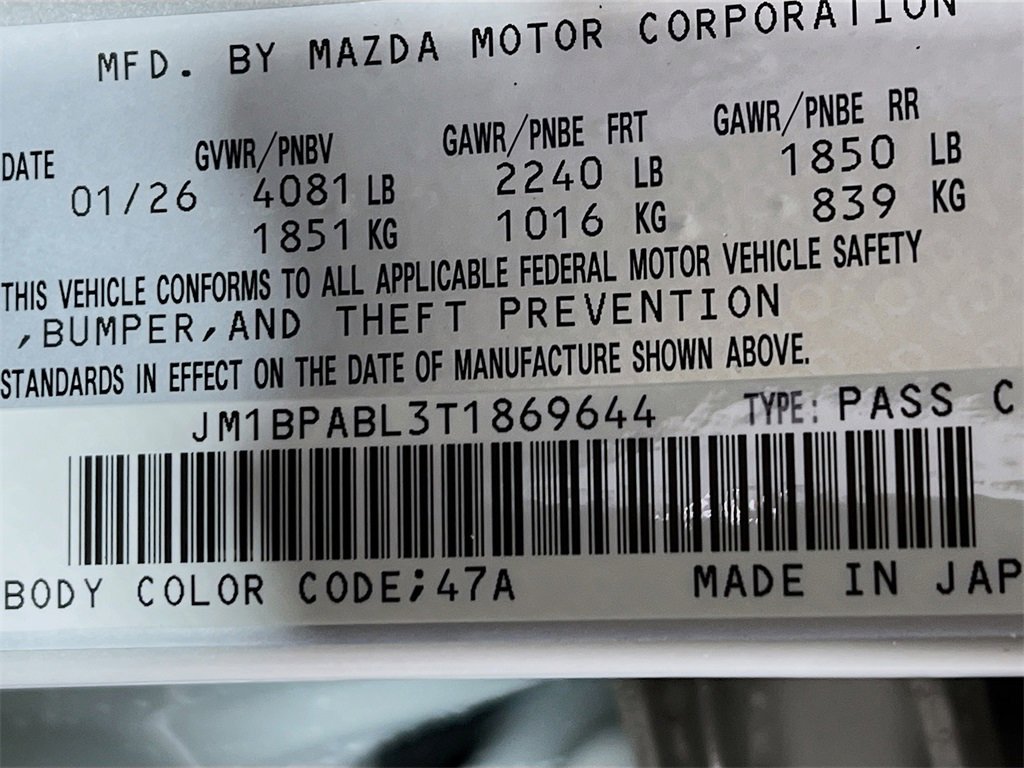 MFD. BY MAZDA MOTOR CORPORATION
DATE GVWR/PNBV GAWR/PNBE FRT GAWR/PNBE RR
01/26 4081 LB 2240 LB 1850 LB
1851 KG 1016 KG 839 KG
THIS VEHICLE CONFORMS TO ALL APPLICABLE FEDERAL MOTOR VEHICLE SAFETY
,BUMPER,AND THEFT PREVENTION
STANDARDS IN EFFECT ON THE DATE OF MANUFACTURE SHOWN ABOVE.
JM1BPABL3T1869644 TYPE: PASS C
BODY COLOR CODE;47A MADE IN JAP